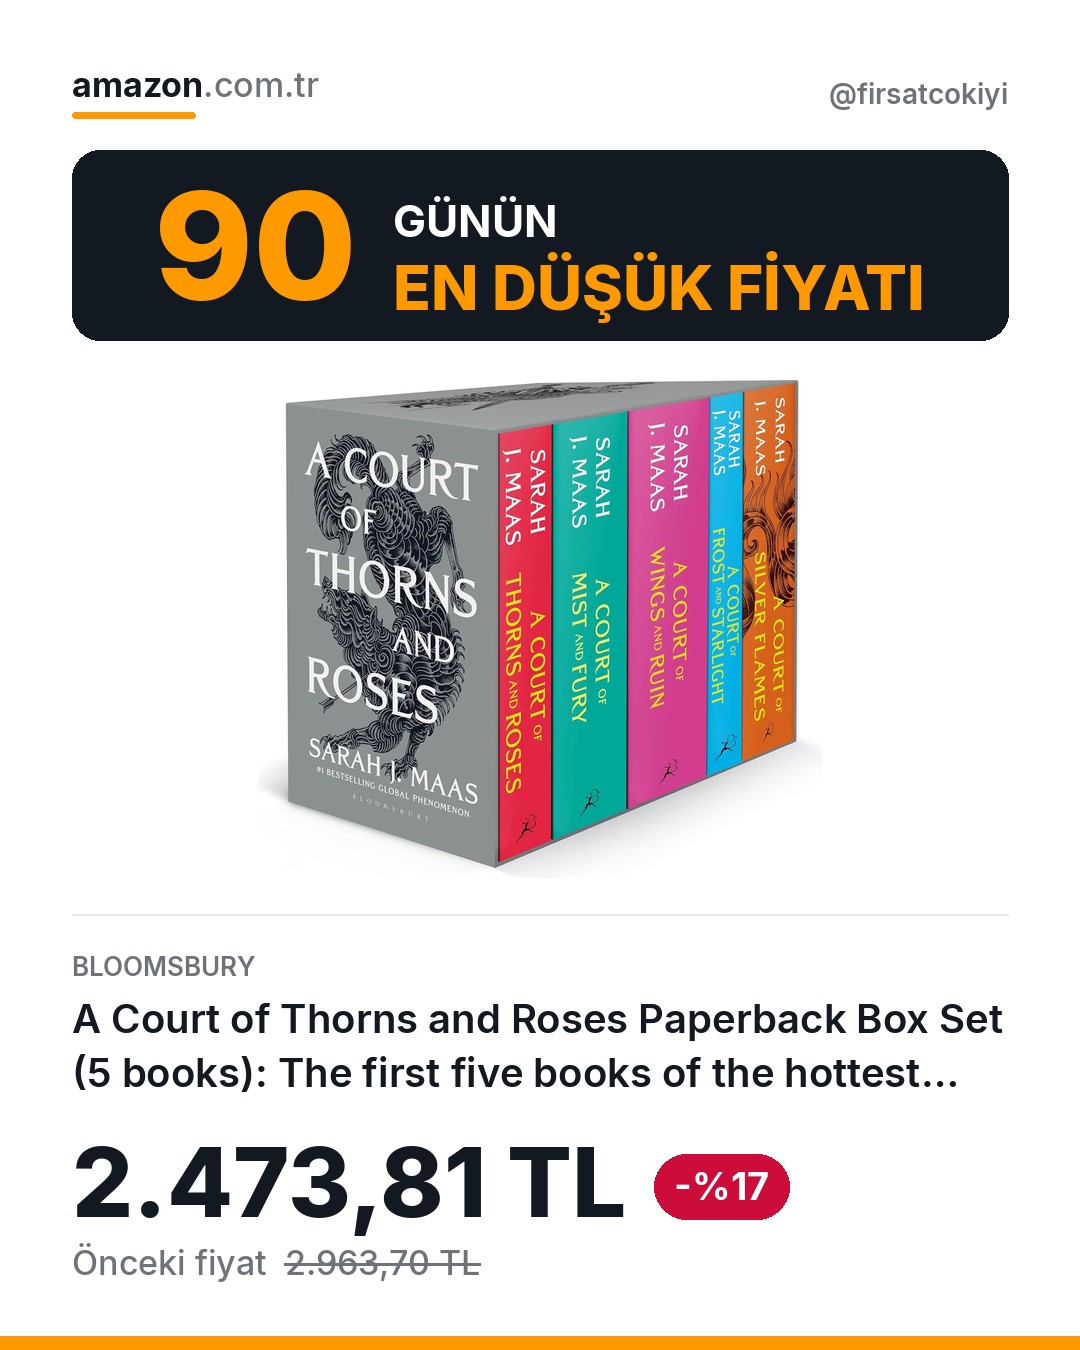 amazon.com.tr
@firsatcokiyi
90
GÜNÜN
EN DÜŞÜK FİYATI
A COURT
OF
THORNS
AND
ROSES
SARAH J. MAAS
#1 BESTSELLING GLOBAL PHENOMENON
BLOOMSBURY
SARAH J. MAAS
A COURT OF THORNS AND ROSES
SARAH J. MAAS
A COURT OF MIST AND FURY
SARAH J. MAAS
A COURT OF WINGS AND RUIN
SARAH J. MAAS
A COURT OF FROST AND STARLIGHT
SARAH J. MAAS
A COURT OF SILVER FLAMES
BLOOMSBURY
A Court of Thorns and Roses Paperback Box Set
(5 books): The first five books of the hottest...
2.473,81 TL
-%17
Önceki fiyat 2.963,70 TL